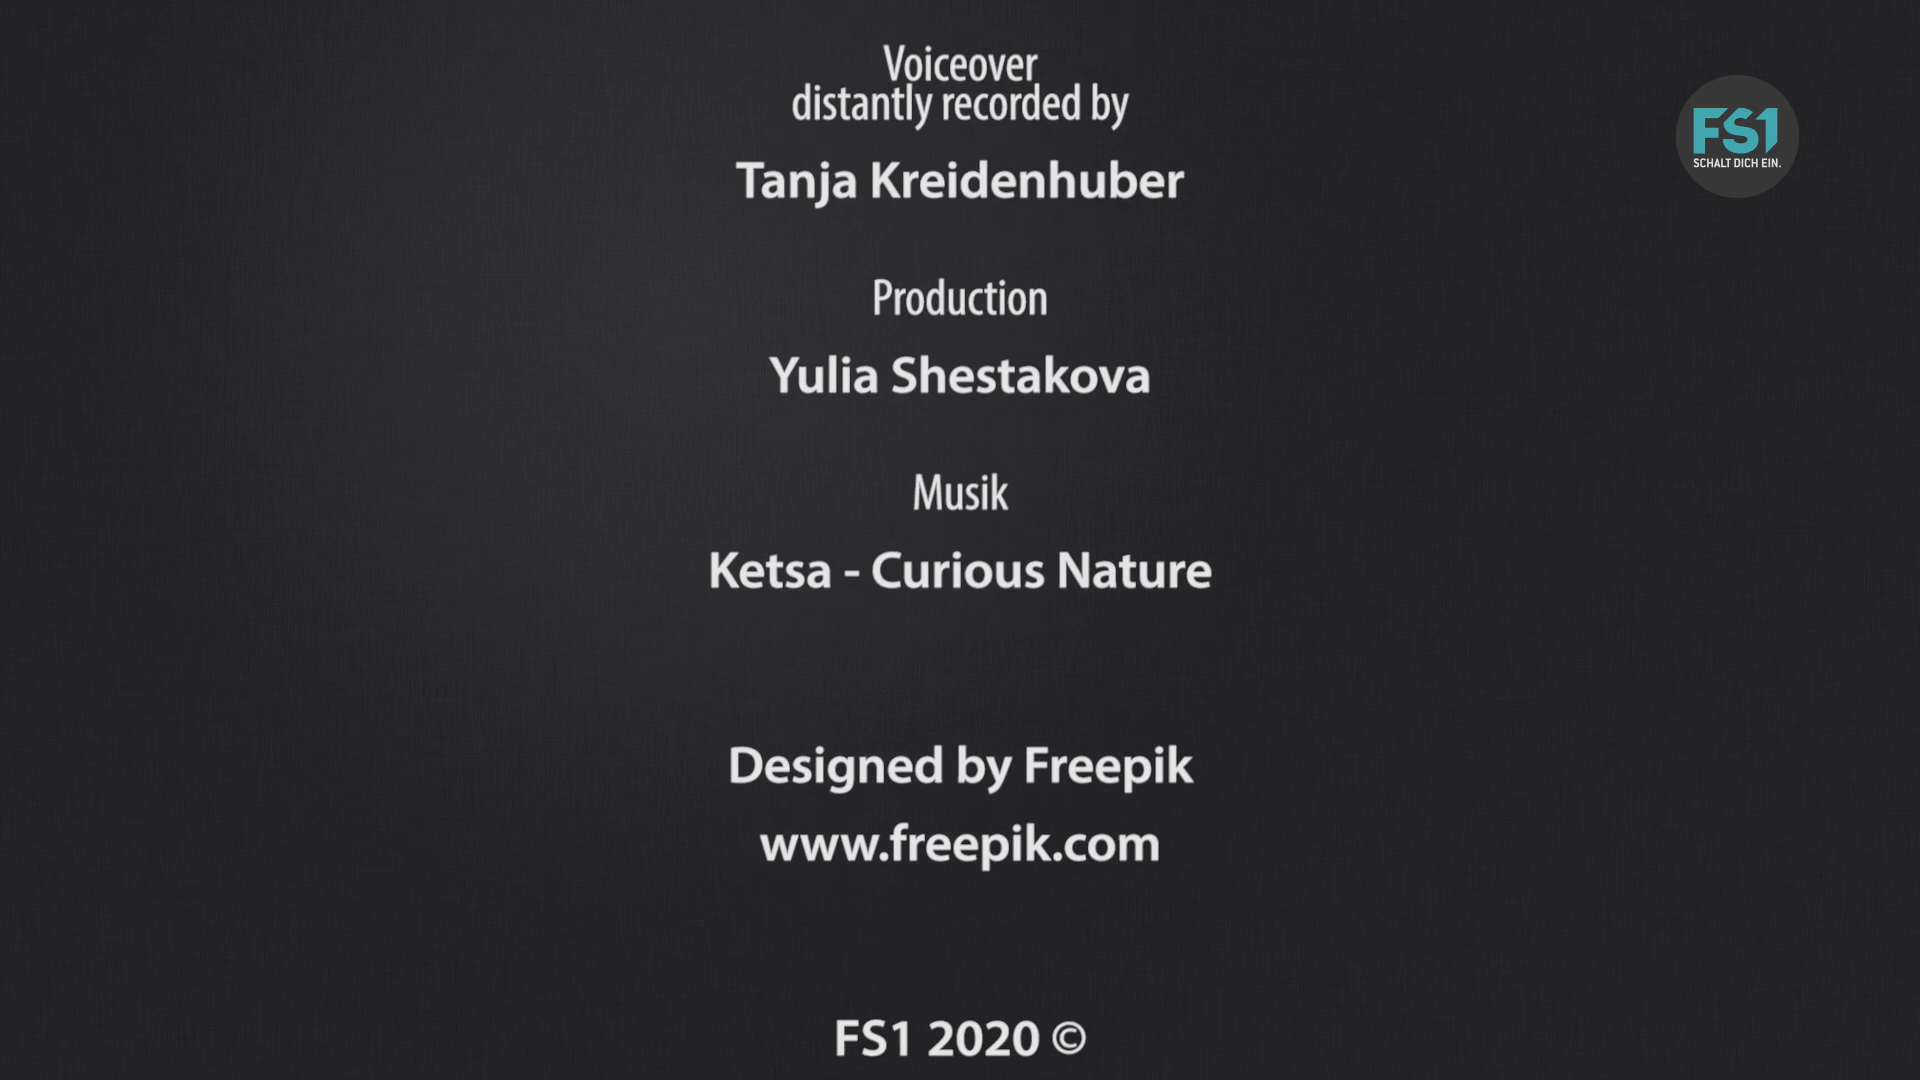 Voiceover
distantly recorded by
Tanja Kreidenhuber
FS1
SCHALT DICH EIN.
Production
Yulia Shestakova
Musik
Ketsa - Curious Nature
Designed by Freepik
www.freepik.com
FS1 2020 ©